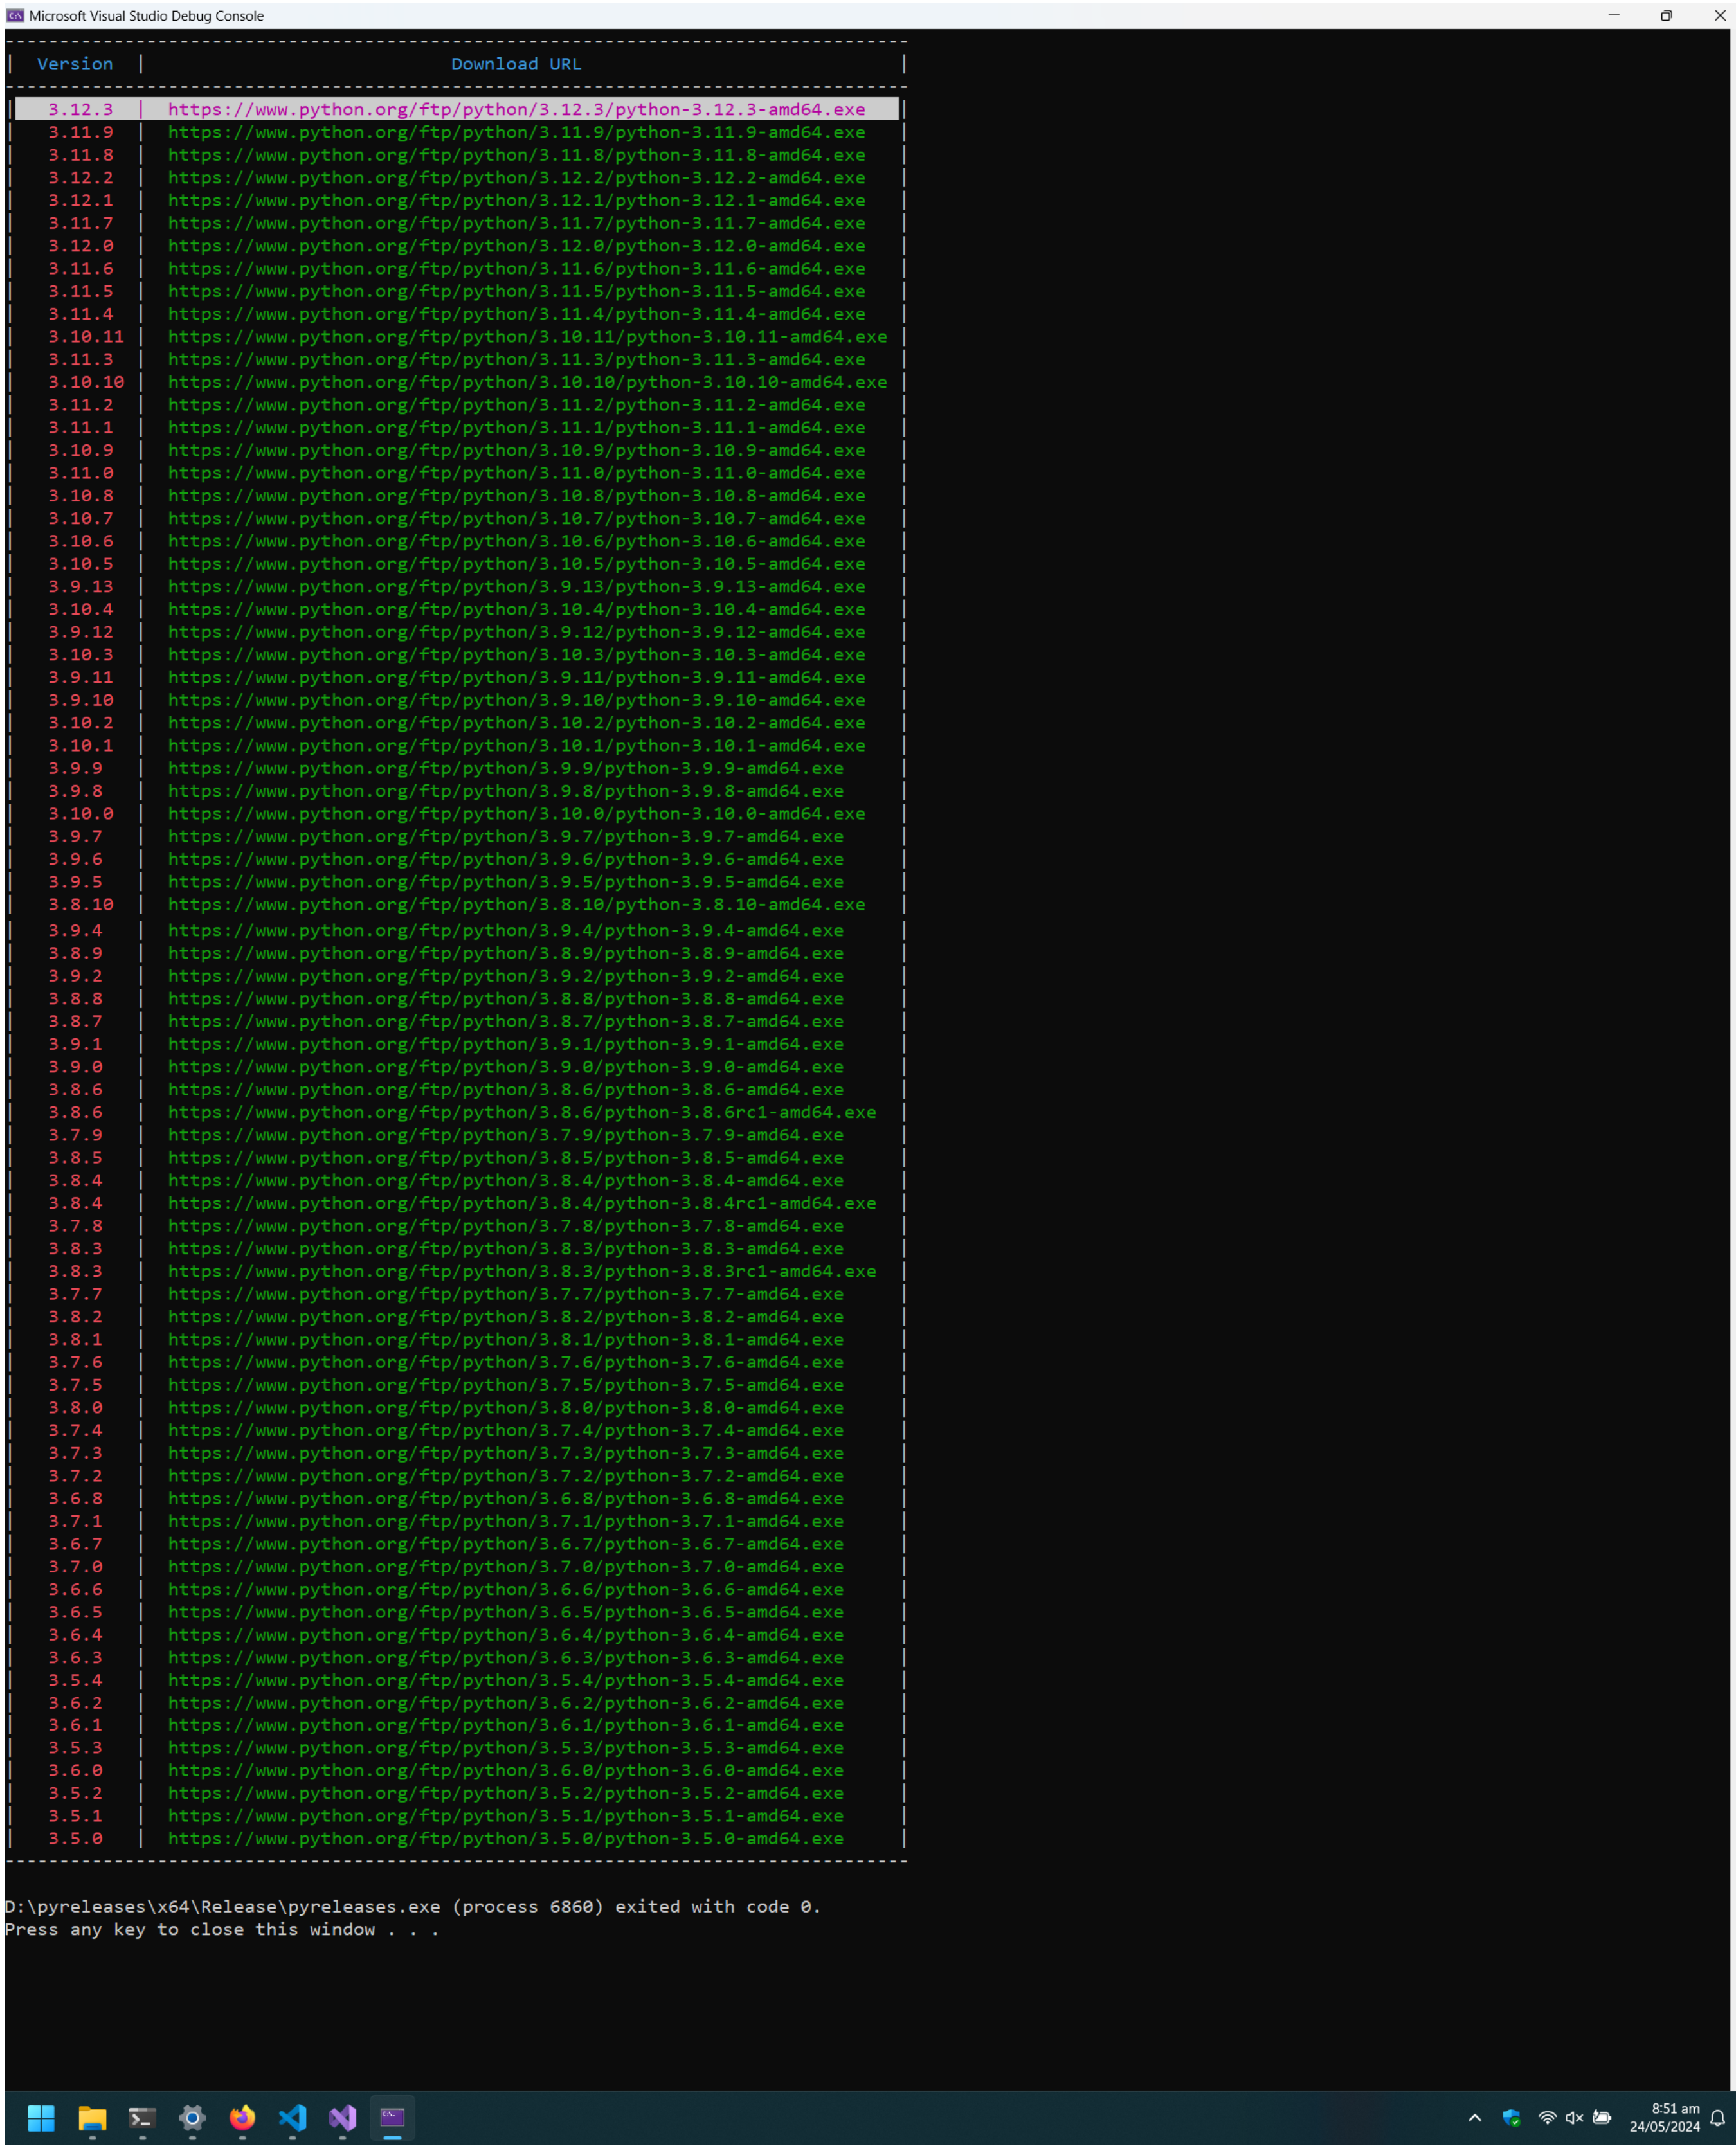 Microsoft Visual Studio Debug Console
-----------------------------------------------------------------------------------
|  Version  |                            Download URL                             |
-----------------------------------------------------------------------------------
|   3.12.3  |  https://www.python.org/ftp/python/3.12.3/python-3.12.3-amd64.exe   |
|   3.11.9  |  https://www.python.org/ftp/python/3.11.9/python-3.11.9-amd64.exe   |
|   3.11.8  |  https://www.python.org/ftp/python/3.11.8/python-3.11.8-amd64.exe   |
|   3.12.2  |  https://www.python.org/ftp/python/3.12.2/python-3.12.2-amd64.exe   |
|   3.12.1  |  https://www.python.org/ftp/python/3.12.1/python-3.12.1-amd64.exe   |
|   3.11.7  |  https://www.python.org/ftp/python/3.11.7/python-3.11.7-amd64.exe   |
|   3.12.0  |  https://www.python.org/ftp/python/3.12.0/python-3.12.0-amd64.exe   |
|   3.11.6  |  https://www.python.org/ftp/python/3.11.6/python-3.11.6-amd64.exe   |
|   3.11.5  |  https://www.python.org/ftp/python/3.11.5/python-3.11.5-amd64.exe   |
|   3.11.4  |  https://www.python.org/ftp/python/3.11.4/python-3.11.4-amd64.exe   |
|   3.10.11 |  https://www.python.org/ftp/python/3.10.11/python-3.10.11-amd64.exe |
|   3.11.3  |  https://www.python.org/ftp/python/3.11.3/python-3.11.3-amd64.exe   |
|   3.10.10 |  https://www.python.org/ftp/python/3.10.10/python-3.10.10-amd64.exe |
|   3.11.2  |  https://www.python.org/ftp/python/3.11.2/python-3.11.2-amd64.exe   |
|   3.11.1  |  https://www.python.org/ftp/python/3.11.1/python-3.11.1-amd64.exe   |
|   3.10.9  |  https://www.python.org/ftp/python/3.10.9/python-3.10.9-amd64.exe   |
|   3.11.0  |  https://www.python.org/ftp/python/3.11.0/python-3.11.0-amd64.exe   |
|   3.10.8  |  https://www.python.org/ftp/python/3.10.8/python-3.10.8-amd64.exe   |
|   3.10.7  |  https://www.python.org/ftp/python/3.10.7/python-3.10.7-amd64.exe   |
|   3.10.6  |  https://www.python.org/ftp/python/3.10.6/python-3.10.6-amd64.exe   |
|   3.10.5  |  https://www.python.org/ftp/python/3.10.5/python-3.10.5-amd64.exe   |
|   3.9.13  |  https://www.python.org/ftp/python/3.9.13/python-3.9.13-amd64.exe   |
|   3.10.4  |  https://www.python.org/ftp/python/3.10.4/python-3.10.4-amd64.exe   |
|   3.9.12  |  https://www.python.org/ftp/python/3.9.12/python-3.9.12-amd64.exe   |
|   3.10.3  |  https://www.python.org/ftp/python/3.10.3/python-3.10.3-amd64.exe   |
|   3.9.11  |  https://www.python.org/ftp/python/3.9.11/python-3.9.11-amd64.exe   |
|   3.9.10  |  https://www.python.org/ftp/python/3.9.10/python-3.9.10-amd64.exe   |
|   3.10.2  |  https://www.python.org/ftp/python/3.10.2/python-3.10.2-amd64.exe   |
|   3.10.1  |  https://www.python.org/ftp/python/3.10.1/python-3.10.1-amd64.exe   |
|   3.9.9   |  https://www.python.org/ftp/python/3.9.9/python-3.9.9-amd64.exe     |
|   3.9.8   |  https://www.python.org/ftp/python/3.9.8/python-3.9.8-amd64.exe     |
|   3.10.0  |  https://www.python.org/ftp/python/3.10.0/python-3.10.0-amd64.exe   |
|   3.9.7   |  https://www.python.org/ftp/python/3.9.7/python-3.9.7-amd64.exe     |
|   3.9.6   |  https://www.python.org/ftp/python/3.9.6/python-3.9.6-amd64.exe     |
|   3.9.5   |  https://www.python.org/ftp/python/3.9.5/python-3.9.5-amd64.exe     |
|   3.8.10  |  https://www.python.org/ftp/python/3.8.10/python-3.8.10-amd64.exe   |
|   3.9.4   |  https://www.python.org/ftp/python/3.9.4/python-3.9.4-amd64.exe     |
|   3.8.9   |  https://www.python.org/ftp/python/3.8.9/python-3.8.9-amd64.exe     |
|   3.9.2   |  https://www.python.org/ftp/python/3.9.2/python-3.9.2-amd64.exe     |
|   3.8.8   |  https://www.python.org/ftp/python/3.8.8/python-3.8.8-amd64.exe     |
|   3.8.7   |  https://www.python.org/ftp/python/3.8.7/python-3.8.7-amd64.exe     |
|   3.9.1   |  https://www.python.org/ftp/python/3.9.1/python-3.9.1-amd64.exe     |
|   3.9.0   |  https://www.python.org/ftp/python/3.9.0/python-3.9.0-amd64.exe     |
|   3.8.6   |  https://www.python.org/ftp/python/3.8.6/python-3.8.6-amd64.exe     |
|   3.8.6   |  https://www.python.org/ftp/python/3.8.6/python-3.8.6rc1-amd64.exe  |
|   3.7.9   |  https://www.python.org/ftp/python/3.7.9/python-3.7.9-amd64.exe     |
|   3.8.5   |  https://www.python.org/ftp/python/3.8.5/python-3.8.5-amd64.exe     |
|   3.8.4   |  https://www.python.org/ftp/python/3.8.4/python-3.8.4-amd64.exe     |
|   3.8.4   |  https://www.python.org/ftp/python/3.8.4/python-3.8.4rc1-amd64.exe  |
|   3.7.8   |  https://www.python.org/ftp/python/3.7.8/python-3.7.8-amd64.exe     |
|   3.8.3   |  https://www.python.org/ftp/python/3.8.3/python-3.8.3-amd64.exe     |
|   3.8.3   |  https://www.python.org/ftp/python/3.8.3/python-3.8.3rc1-amd64.exe  |
|   3.7.7   |  https://www.python.org/ftp/python/3.7.7/python-3.7.7-amd64.exe     |
|   3.8.2   |  https://www.python.org/ftp/python/3.8.2/python-3.8.2-amd64.exe     |
|   3.8.1   |  https://www.python.org/ftp/python/3.8.1/python-3.8.1-amd64.exe     |
|   3.7.6   |  https://www.python.org/ftp/python/3.7.6/python-3.7.6-amd64.exe     |
|   3.7.5   |  https://www.python.org/ftp/python/3.7.5/python-3.7.5-amd64.exe     |
|   3.8.0   |  https://www.python.org/ftp/python/3.8.0/python-3.8.0-amd64.exe     |
|   3.7.4   |  https://www.python.org/ftp/python/3.7.4/python-3.7.4-amd64.exe     |
|   3.7.3   |  https://www.python.org/ftp/python/3.7.3/python-3.7.3-amd64.exe     |
|   3.7.2   |  https://www.python.org/ftp/python/3.7.2/python-3.7.2-amd64.exe     |
|   3.6.8   |  https://www.python.org/ftp/python/3.6.8/python-3.6.8-amd64.exe     |
|   3.7.1   |  https://www.python.org/ftp/python/3.7.1/python-3.7.1-amd64.exe     |
|   3.6.7   |  https://www.python.org/ftp/python/3.6.7/python-3.6.7-amd64.exe     |
|   3.7.0   |  https://www.python.org/ftp/python/3.7.0/python-3.7.0-amd64.exe     |
|   3.6.6   |  https://www.python.org/ftp/python/3.6.6/python-3.6.6-amd64.exe     |
|   3.6.5   |  https://www.python.org/ftp/python/3.6.5/python-3.6.5-amd64.exe     |
|   3.6.4   |  https://www.python.org/ftp/python/3.6.4/python-3.6.4-amd64.exe     |
|   3.6.3   |  https://www.python.org/ftp/python/3.6.3/python-3.6.3-amd64.exe     |
|   3.5.4   |  https://www.python.org/ftp/python/3.5.4/python-3.5.4-amd64.exe     |
|   3.6.2   |  https://www.python.org/ftp/python/3.6.2/python-3.6.2-amd64.exe     |
|   3.6.1   |  https://www.python.org/ftp/python/3.6.1/python-3.6.1-amd64.exe     |
|   3.5.3   |  https://www.python.org/ftp/python/3.5.3/python-3.5.3-amd64.exe     |
|   3.6.0   |  https://www.python.org/ftp/python/3.6.0/python-3.6.0-amd64.exe     |
|   3.5.2   |  https://www.python.org/ftp/python/3.5.2/python-3.5.2-amd64.exe     |
|   3.5.1   |  https://www.python.org/ftp/python/3.5.1/python-3.5.1-amd64.exe     |
|   3.5.0   |  https://www.python.org/ftp/python/3.5.0/python-3.5.0-amd64.exe     |
-----------------------------------------------------------------------------------
D:\pyreleases\x64\Release\pyreleases.exe (process 6860) exited with code 0.
Press any key to close this window . . .
8:51 am
24/05/2024